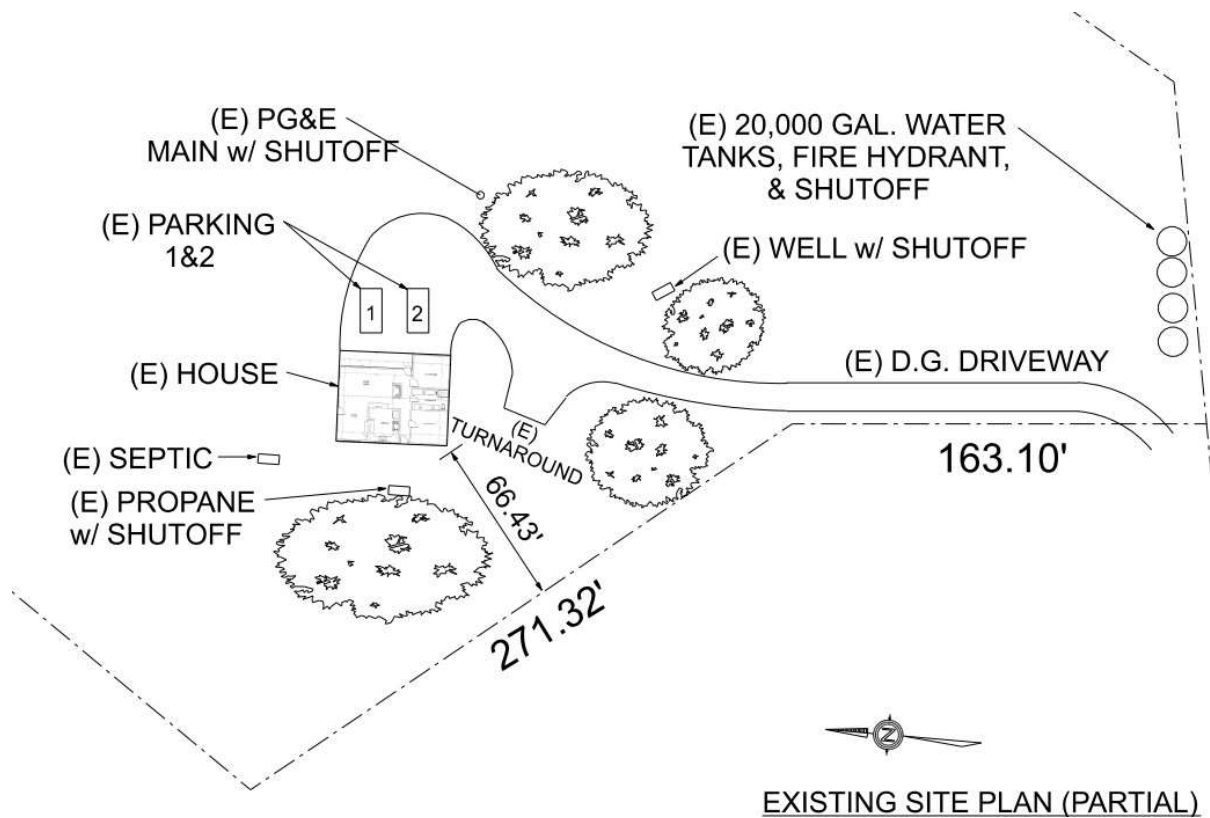 (E) PG&E
MAIN w/ SHUTOFF
(E) 20,000 GAL. WATER
TANKS, FIRE HYDRANT,
& SHUTOFF
(E) PARKING
1&2
(E) WELL w/ SHUTOFF
1
2
(E) HOUSE
(E) D.G. DRIVEWAY
(E)
TURNAROUND
163.10'
(E) SEPTIC
(E) PROPANE
w/ SHUTOFF
66.43'
271.32'
Z
EXISTING SITE PLAN (PARTIAL)